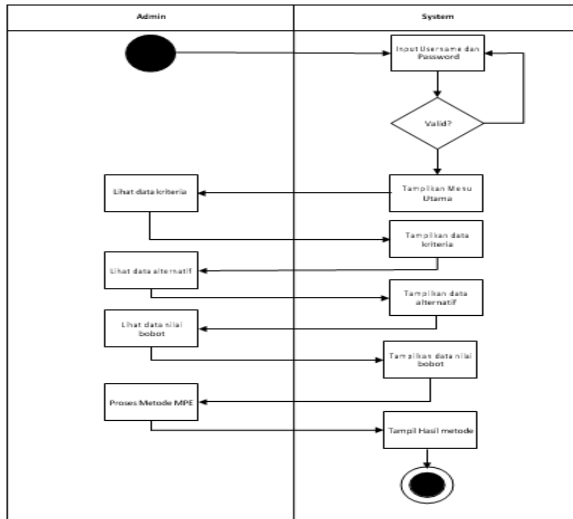 Admin
System
Input Username dan
Password
Valid?
Tampilkan Menu
Utama
Lihat data kriteria
Tampilkan data
kriteria
Lihat data alternatif
Tampilkan data
alternatif
Lihat data nilai
bobot
Tampilkan data nilai
bobot
Proses Metode MPE
Tampil Hasil metode